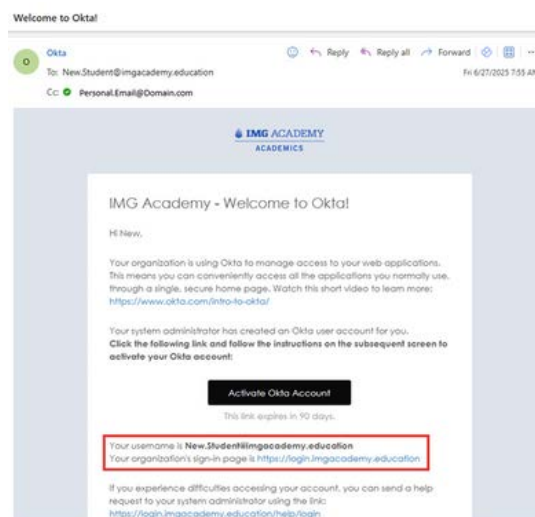 Welcome to Okta!
O
Okta
Reply
Reply all
Forward
To: New.Student@imgacademy.education
Fri 6/27/2025 7:55 AM
Cc: Personal.Email@Domain.com
IMG ACADEMY
ACADEMICS
IMG Academy - Welcome to Okta!
Hi New,
Your organization is using Okta to manage access to your web applications.
This means you can conveniently access all the applications you normally use,
through a single, secure home page. Watch this short video to learn more:
https://www.okta.com/intro-to-okta/
Your system administrator has created an Okta user account for you.
Click the following link and follow the instructions on the subsequent screen to
activate your Okta account:
Activate Okta Account
This link expires in 90 days.
Your username is New.Student@imgacademy.education
Your organization's sign-in page is https://login.imgacademy.education
If you experience difficulties accessing your account, you can send a help
request to your system administrator using the link:
https://login.imgacademy.education/help/login